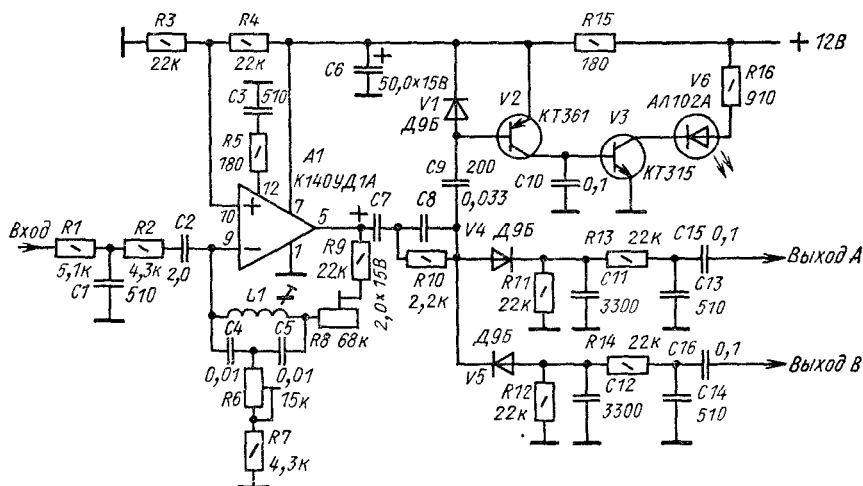 R3
22к
R4
22к
R15
180
+ 12В
R16
910
C6
50,0×15В
C3
510
R5
180
V1
Д9Б
V2
КТ361
V3
КТ315
V6
АЛ102А
A1
К140УД1А
12
7
10
9
5
1
C9
200
0,033
C10
0,1
Вход
R1
5,1к
C1
510
R2
4,3к
C2
2,0
C7
2,0×15В
C8
R9
22к
R10
2,2к
V4
Д9Б
R11
22к
R13
22к
C11
3300
C15
0,1
C13
510
Выход А
L1
R8
68к
C4
0,01
C5
0,01
R6
15к
R7
4,3к
Д9Б
V5
R12
22к
R14
22к
C12
3300
C16
0,1
C14
510
Выход В